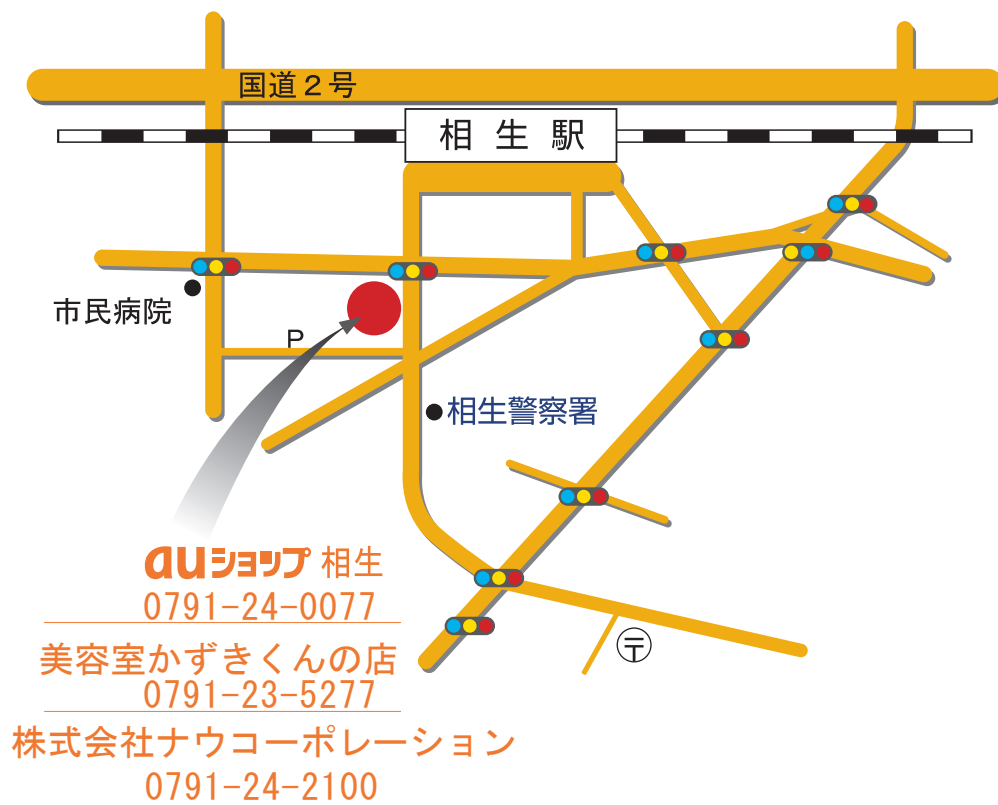 国道２号
相生駅
市民病院
P
相生警察署
auショップ 相生
0791-24-0077
〒
美容室かずきくんの店
0791-23-5277
株式会社ナウコーポレーション
0791-24-2100